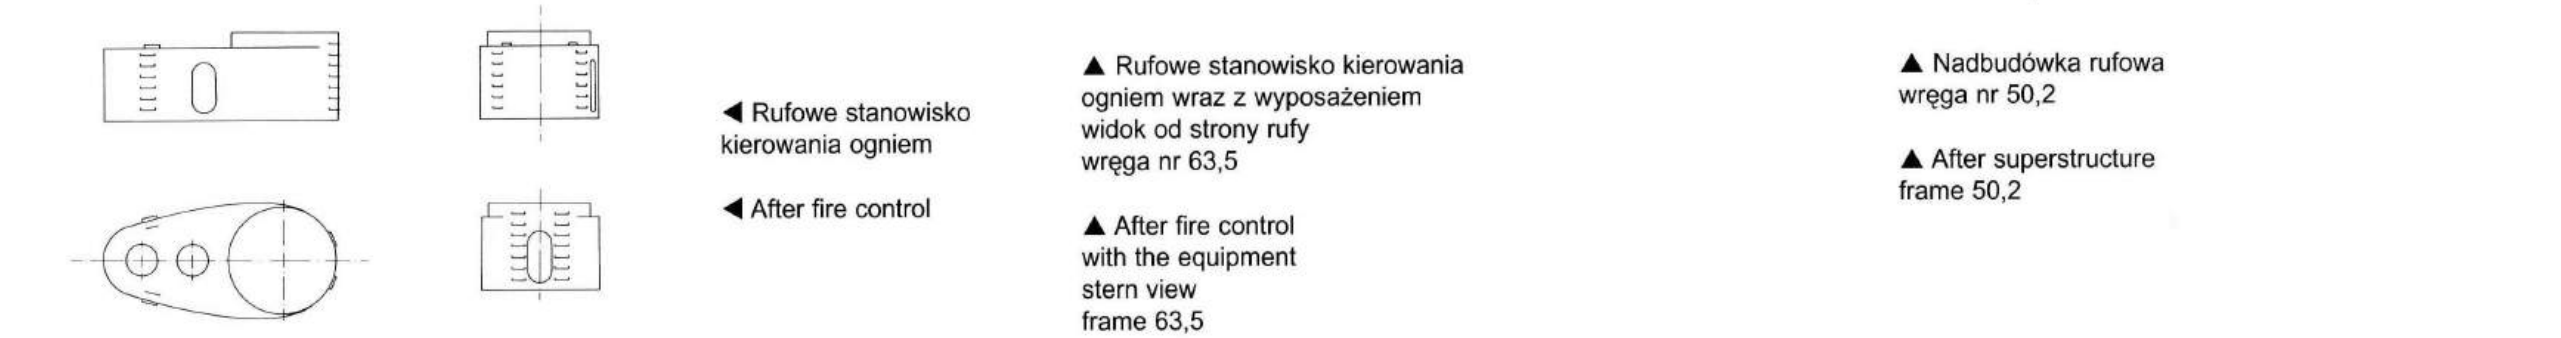 ◀ Rufowe stanowisko
kierowania ogniem
◀ After fire control
▲ Rufowe stanowisko kierowania
ogniem wraz z wyposażeniem
widok od strony rufy
wręga nr 63,5
▲ After fire control
with the equipment
stern view
frame 63,5
▲ Nadbudówka rufowa
wręga nr 50,2
▲ After superstructure
frame 50,2